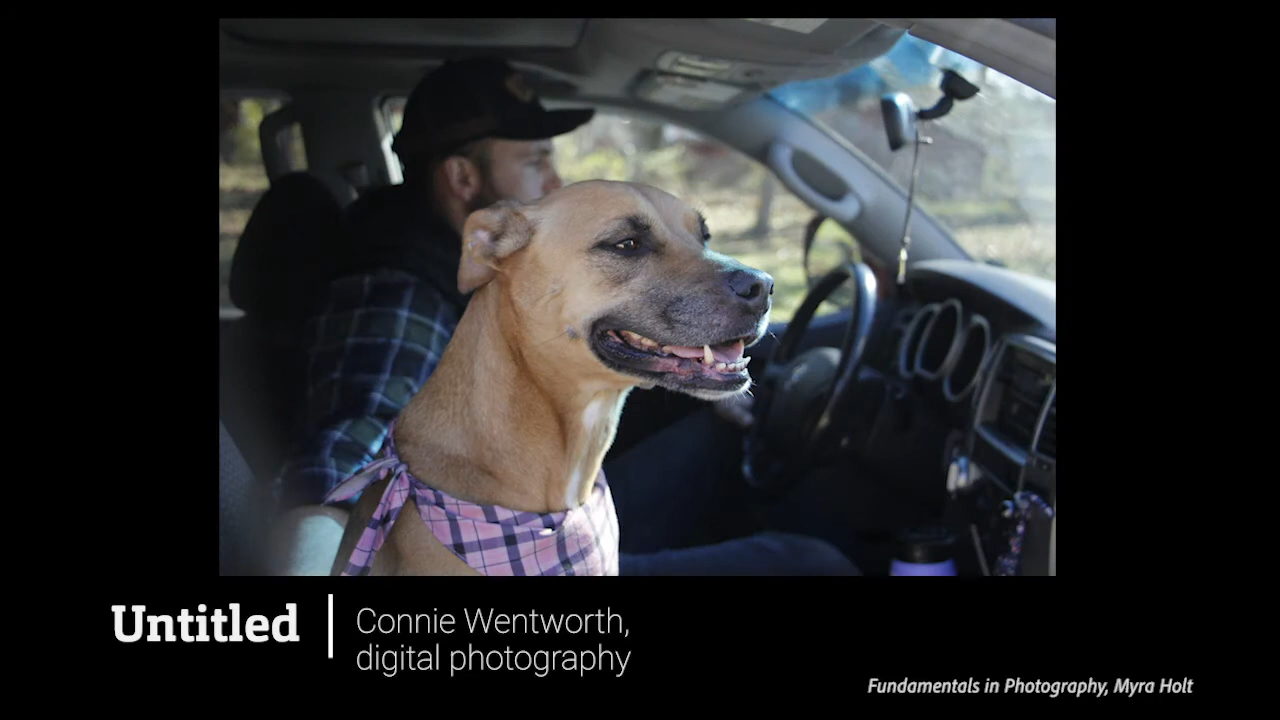 Untitled
Connie Wentworth,
digital photography
Fundamentals in Photography, Myra Holt